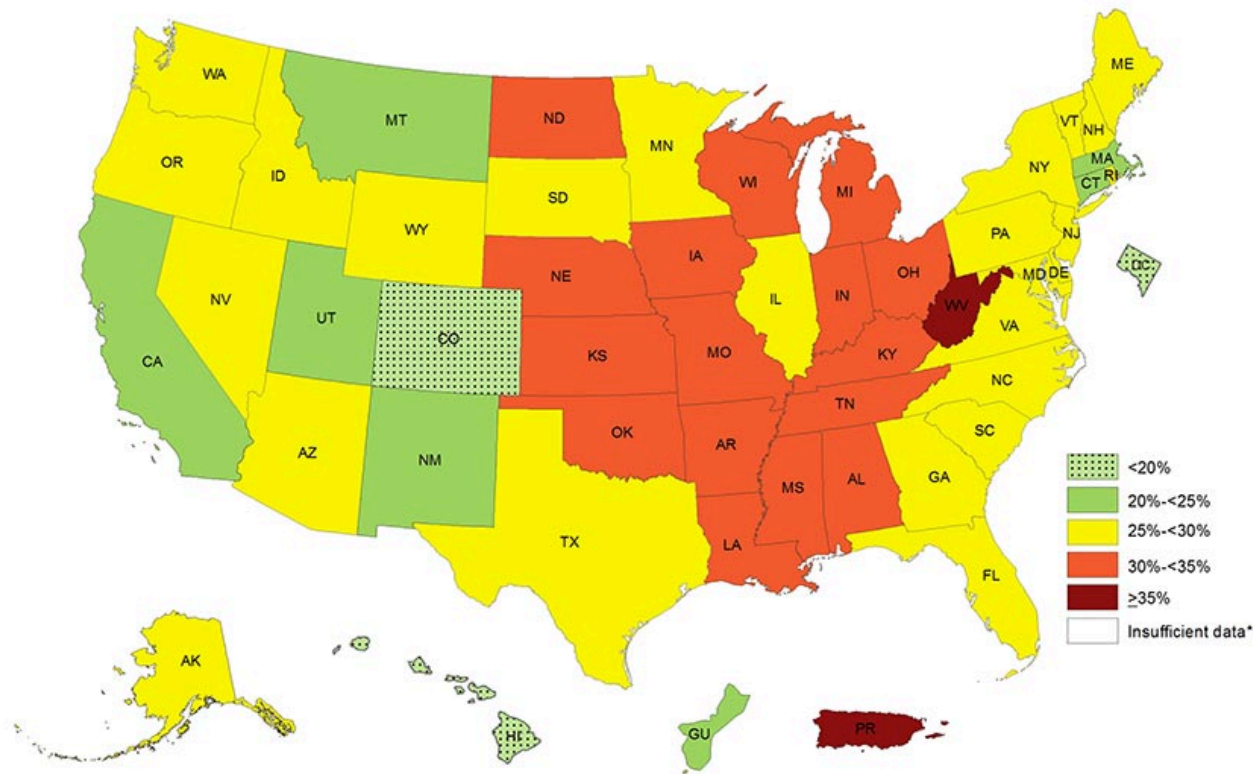 WA
MT
ND
MN
ME
VT
NH
OR
ID
SD
WI
MI
NY
MA
CT
RI
WY
IA
PA
NJ
NE
OH
MD
DE
DC
NV
UT
CO
IL
IN
WV
VA
CA
KS
MO
KY
NC
TN
AZ
NM
OK
AR
SC
MS
AL
GA
TX
LA
FL
AK
HI
GU
PR
<20%
20%-<25%
25%-<30%
30%-<35%
≥35%
Insufficient data*